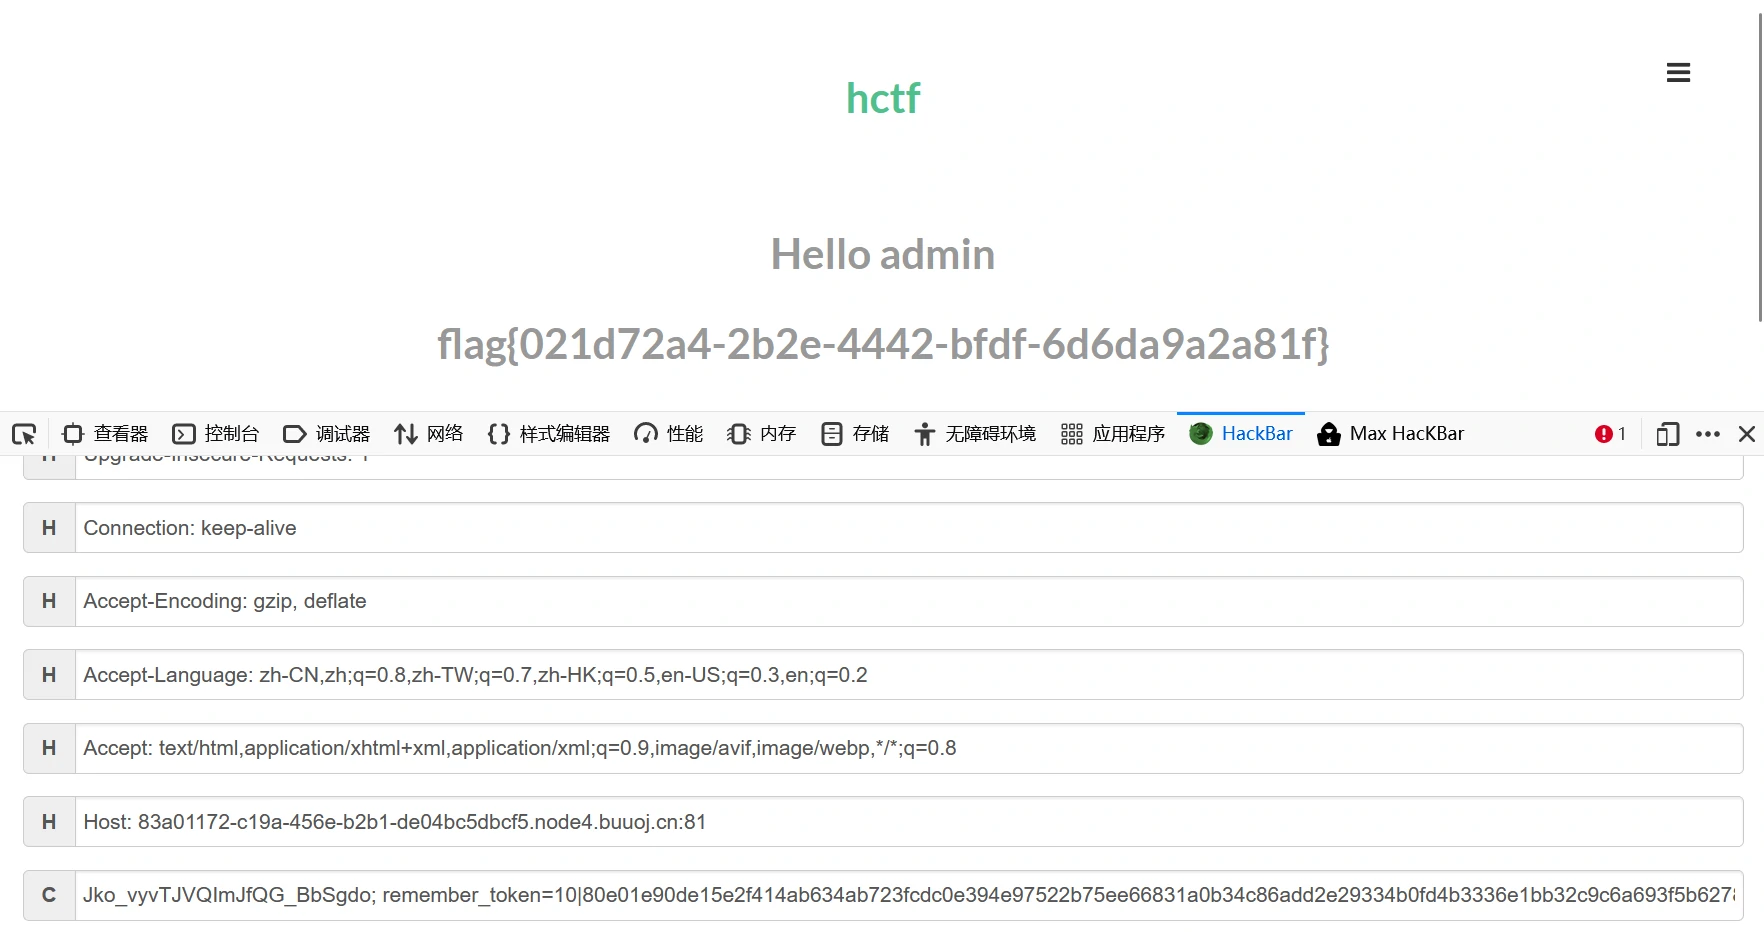 hctf
Hello admin
flag{021d72a4-2b2e-4442-bfdf-6d6da9a2a81f}
查看器 控制台 调试器 网络 样式编辑器 性能 内存 存储 无障碍环境 应用程序 HackBar Max HacKBar 1
H Upgrade-Insecure-Requests: 1
H Connection: keep-alive
H Accept-Encoding: gzip, deflate
H Accept-Language: zh-CN,zh;q=0.8,zh-TW;q=0.7,zh-HK;q=0.5,en-US;q=0.3,en;q=0.2
H Accept: text/html,application/xhtml+xml,application/xml;q=0.9,image/avif,image/webp,*/*;q=0.8
H Host: 83a01172-c19a-456e-b2b1-de04bc5dbcf5.node4.buuoj.cn:81
C Jko_vyvTJVQImJfQG_BbSgdo; remember_token=10|80e01e90de15e2f414ab634ab723fcdc0e394e97522b75ee66831a0b34c86add2e29334b0fd4b3336e1bb32c9c6a693f5b627